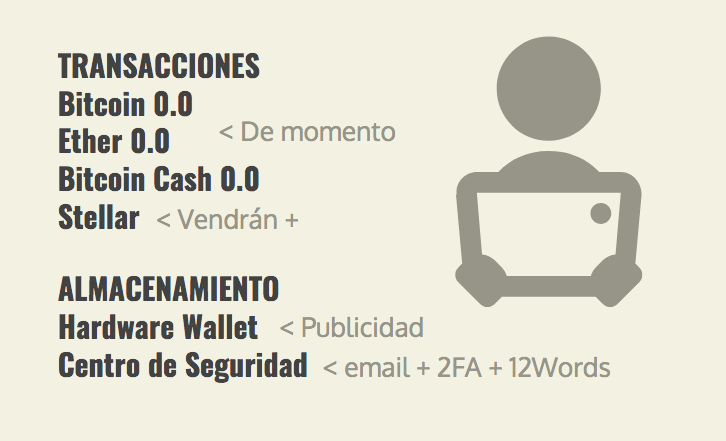 TRANSACCIONES
Bitcoin 0.0
Ether 0.0 < De momento
Bitcoin Cash 0.0
Stellar < Vendrán +
ALMACENAMIENTO
Hardware Wallet < Publicidad
Centro de Seguridad < email + 2FA + 12Words